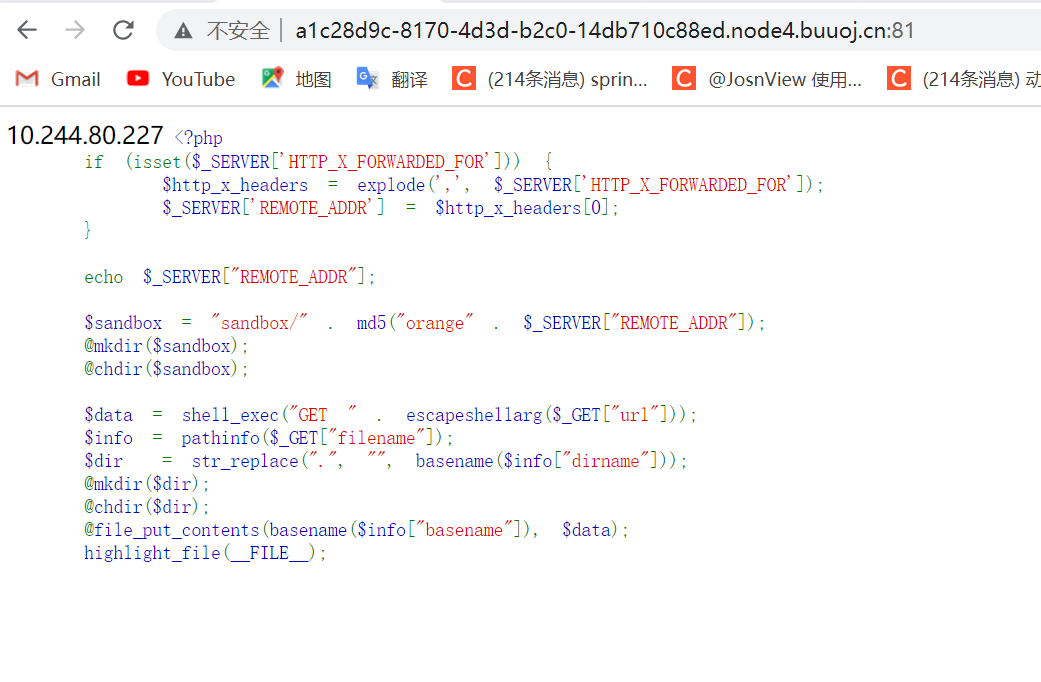 不安全 | a1c28d9c-8170-4d3d-b2c0-14db710c88ed.node4.buuoj.cn:81
Gmail YouTube 地图 翻译 C (214条消息) sprin... C @JosnView 使用... C (214条消息) 动
10.244.80.227 <?php
if (isset($_SERVER['HTTP_X_FORWARDED_FOR'])) {
$http_x_headers = explode(',', $_SERVER['HTTP_X_FORWARDED_FOR']);
$_SERVER['REMOTE_ADDR'] = $http_x_headers[0];
}
echo $_SERVER["REMOTE_ADDR"];
$sandbox = "sandbox/" . md5("orange" . $_SERVER["REMOTE_ADDR"]);
@mkdir($sandbox);
@chdir($sandbox);
$data = shell_exec("GET " . escapeshellarg($_GET["url"]));
$info = pathinfo($_GET["filename"]);
$dir = str_replace(".", "", basename($info["dirname"]));
@mkdir($dir);
@chdir($dir);
@file_put_contents(basename($info["basename"]), $data);
highlight_file(__FILE__);